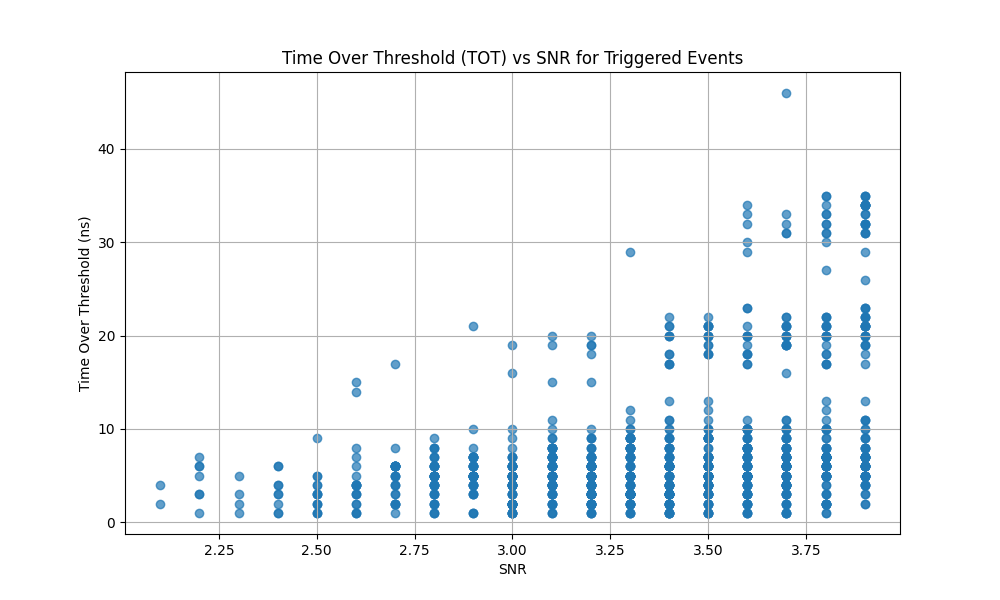 Time Over Threshold (TOT) vs SNR for Triggered Events
Time Over Threshold (ns)
40
30
20
10
0
2.25 2.50 2.75 3.00 3.25 3.50 3.75
SNR